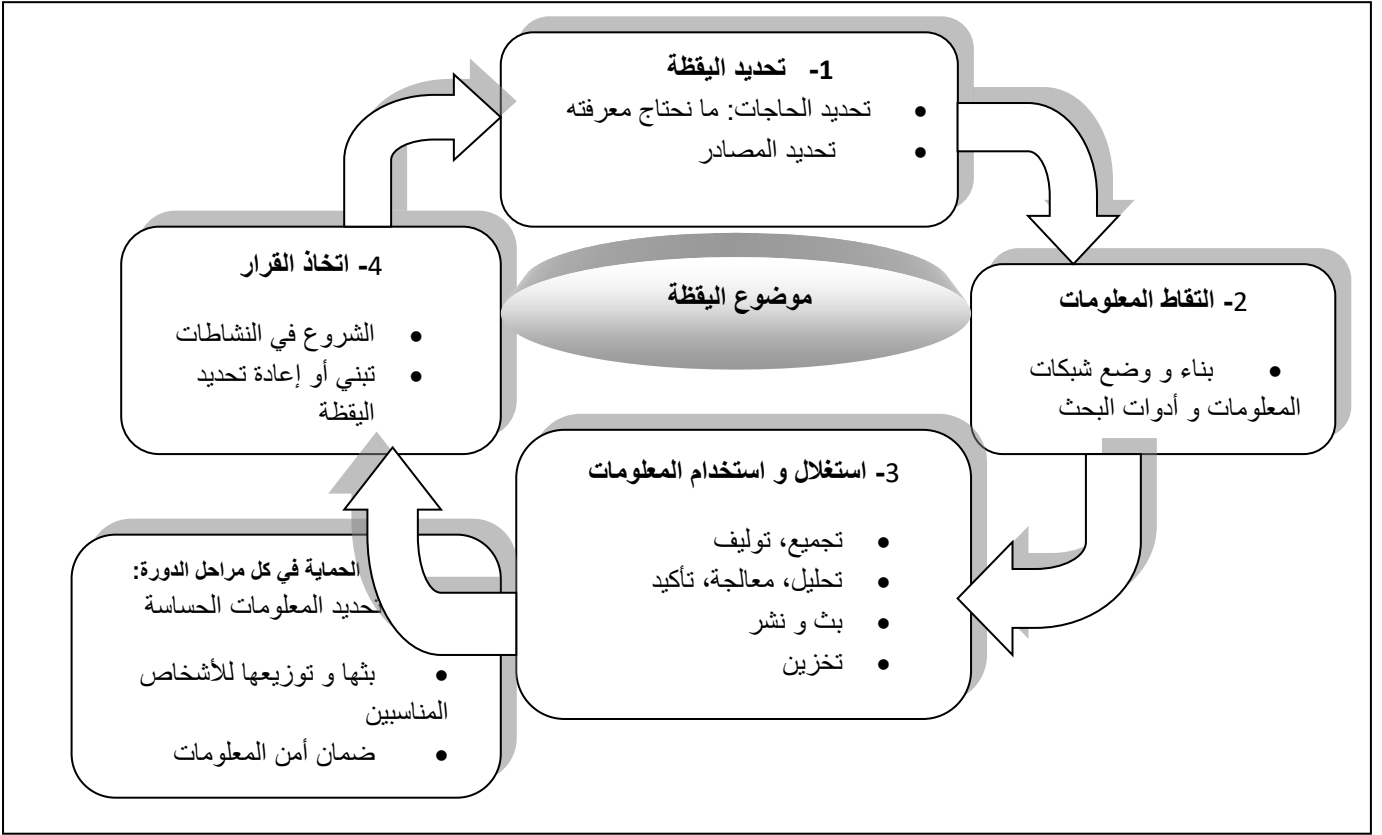 1- تحديد اليقظة
• تحديد الحاجات: ما نحتاج معرفته
• تحديد المصادر
موضوع اليقظة
2- التقاط المعلومات
• بناء و وضع شبكات
المعلومات و أدوات البحث
3- استغلال و استخدام المعلومات
• تجميع، توليف
• تحليل، معالجة، تأكيد
• بث و نشر
• تخزين
4- اتخاذ القرار
• الشروع في النشاطات
• تبني أو إعادة تحديد
اليقظة
الحماية في كل مراحل الدورة:
تحديد المعلومات الحساسة
• بثها و توزيعها للأشخاص
المناسبين
• ضمان أمن المعلومات